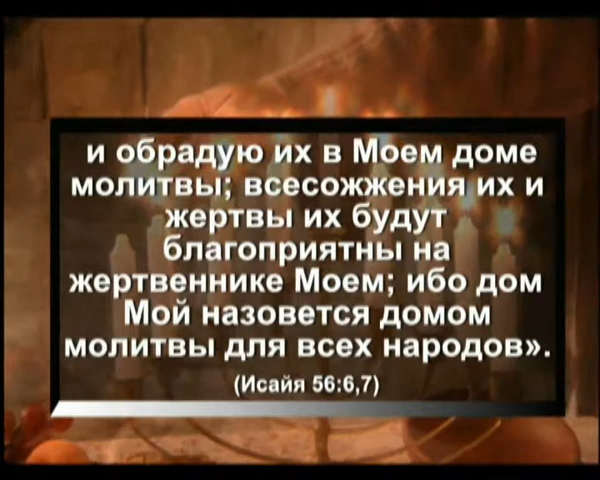 и обрадую их в Моем доме
молитвы; всесожжения их и
жертвы их будут
благоприятны на
жертвеннике Моем; ибо дом
Мой назовется домом
молитвы для всех народов».
(Исайя 56:6,7)